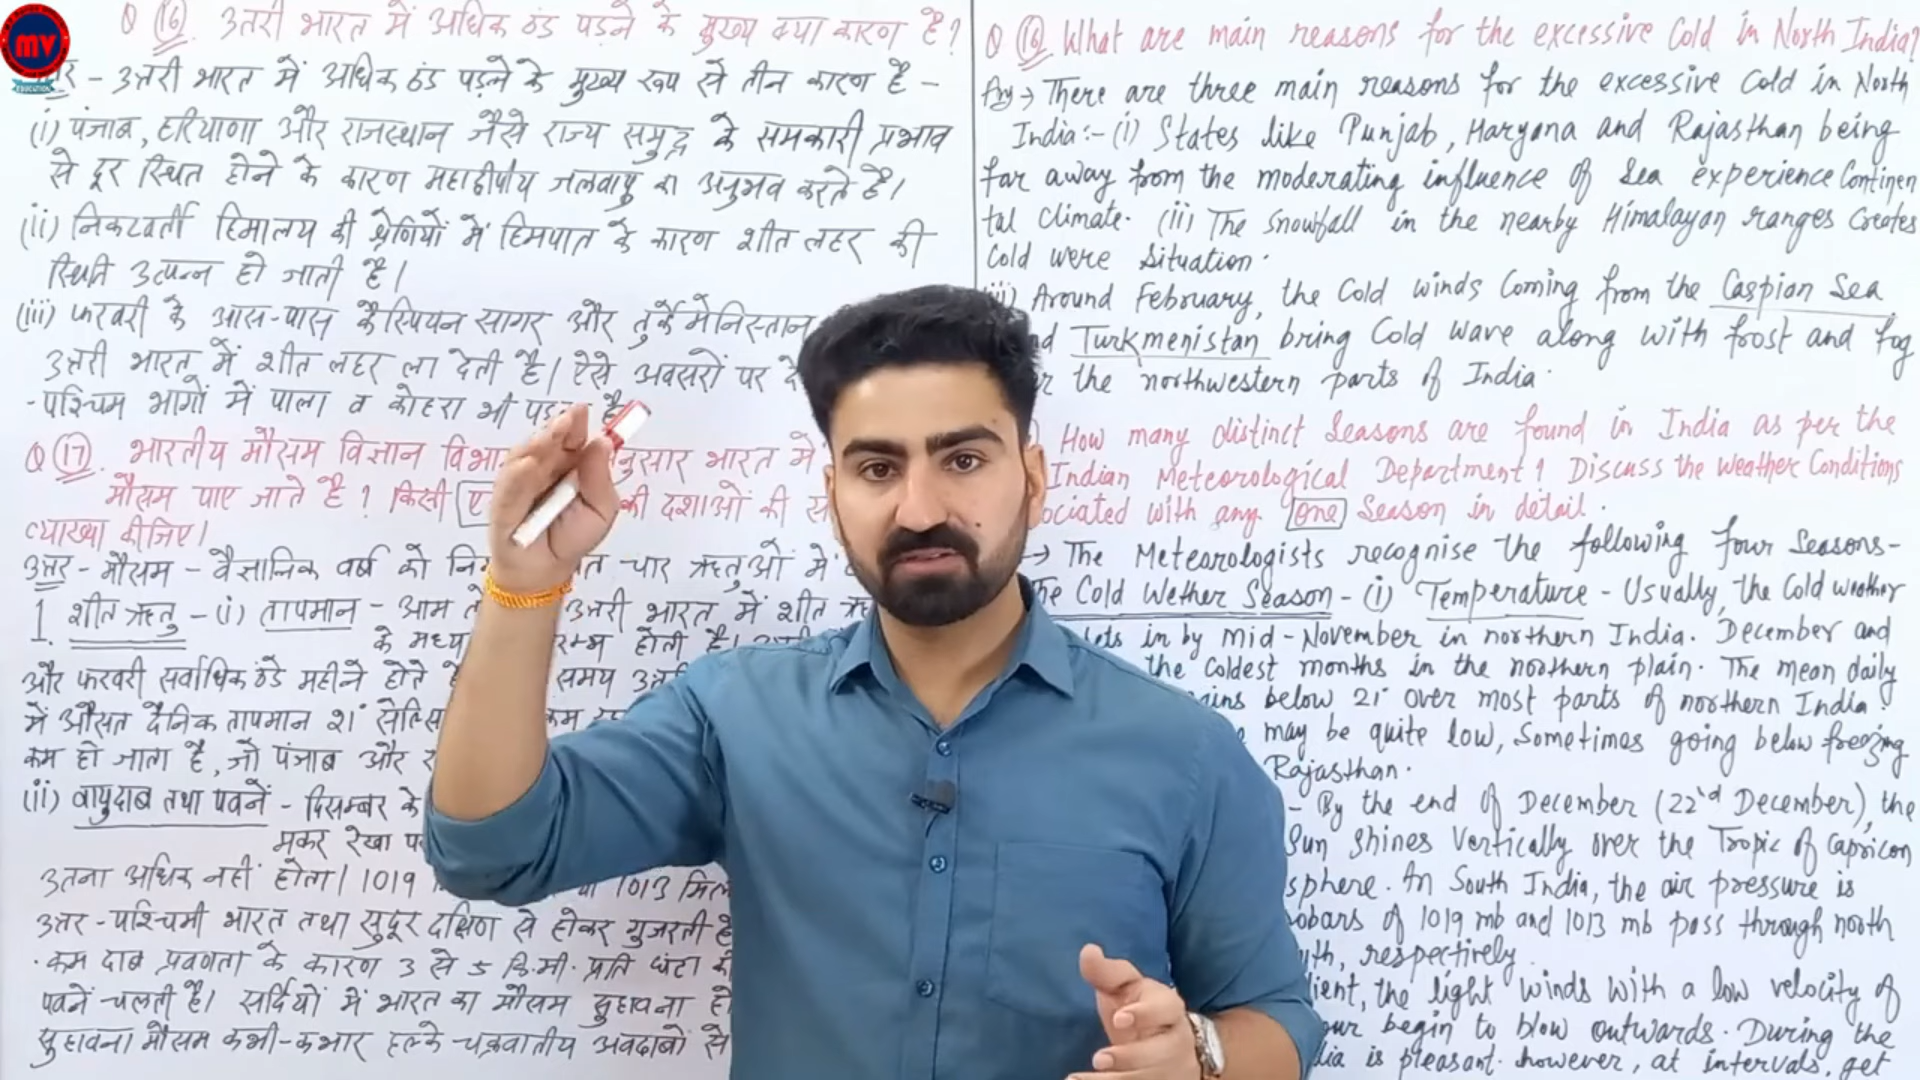 mv
EDUCATION
Q (16). उतरी भारत में अधिक ठंड पड़ने के मुख्य क्या कारण है?
उत्तरी भारत में अधिक ठंड पड़ले के मुख्य रूप से तीन कारण है -
(i) पंजाब, हरियाणा और राजस्थान जैसे राज्य समुद्र के समकारी प्रभाव
से दूर स्थित होने के कारण महाद्वीपीय जलवायु का अनुभव करते है।
(ii) निकटवर्ती हिमालय की श्रेणियों में हिमपात के कारण शीत लहर की
स्थिति उत्पन्न हो जाती है।
(iii) फरवरी के आस-पास कैस्पियन सागर और तुर्कमेनिस्तान
उत्तरी भारत में शीत लहर ला देती है। ऐसे अवसरों पर दे
- पश्चिम भागों में पाला व कोहरा भी
Q (17). भारतीय मौसम विज्ञान भारत में
मौसम पाए जाते है? किसी की दशाओं की
व्याख्या कीजिए।
उत्तर - मौसम - वैज्ञानिक वर्ष को चार ऋतुओं में
1. शीत ऋतु - (i) तापमान - आम उत्तरी भारत में शीत
के मध्य होती है।
और फरवरी सर्वाधिक ठंडे महीने होते समय
में औसत दैनिक तापमान 21° कम
कम हो जाता है, जो पंजाब और
(ii) वायुदाब तथा पवनें - दिसम्बर के
मकर रेखा
उतना अधिक नहीं होता। 1019 1013
उत्तर - पश्चिमी भारत तथा सुदूर दक्षिण से होकर गुजरती
. कम दाब प्रवणता के कारण 3 से 5 कि.मी. प्रति घंटा
पवनें चलती है। सर्दियों में भारत का मौसम सुहावना
सुहावना मौसम कभी-कभार हल्के चक्रवातीय अवदाबों से
Q (16) What are main reasons for the excessive Cold in North India?
Ans → There are three main reasons for the excessive Cold in North
India:- (i) States like Punjab, Haryana and Rajasthan being
far away from the moderating influence of sea experience Continen
tal climate. (ii) The snowfall in the nearby Himalayan ranges Creates
Cold were situation.
Around February, the Cold winds Coming from the Caspian Sea
Turkmenistan bring Cold wave along with frost and fog
the northwestern parts of India.
How many distinct Seasons are found in India as per the
Indian Meteorological Department? Discuss the Weather Conditions
ociated with any one Season in detail.
→ The Meteorologists recognise the following four Seasons-
Cold Wether Season - (i) Temperature - Usually, the Cold weather
in by mid - November in northern India. December and
the coldest months in the northern plain. The mean daily
below 21° over most parts of northern India.
may be quite low, Sometimes going below freezing
Rajasthan.
- By the end of December (22nd December), the
Sun shines Vertically over the Tropic of Capricon
sphere. In South India, the air pressure is
of 1019 mb and 1013 mb pass through north
respectively.
ient, the light winds with a low velocity of
begin to blow outwards. During the
is pleasant. however, at intervals, get